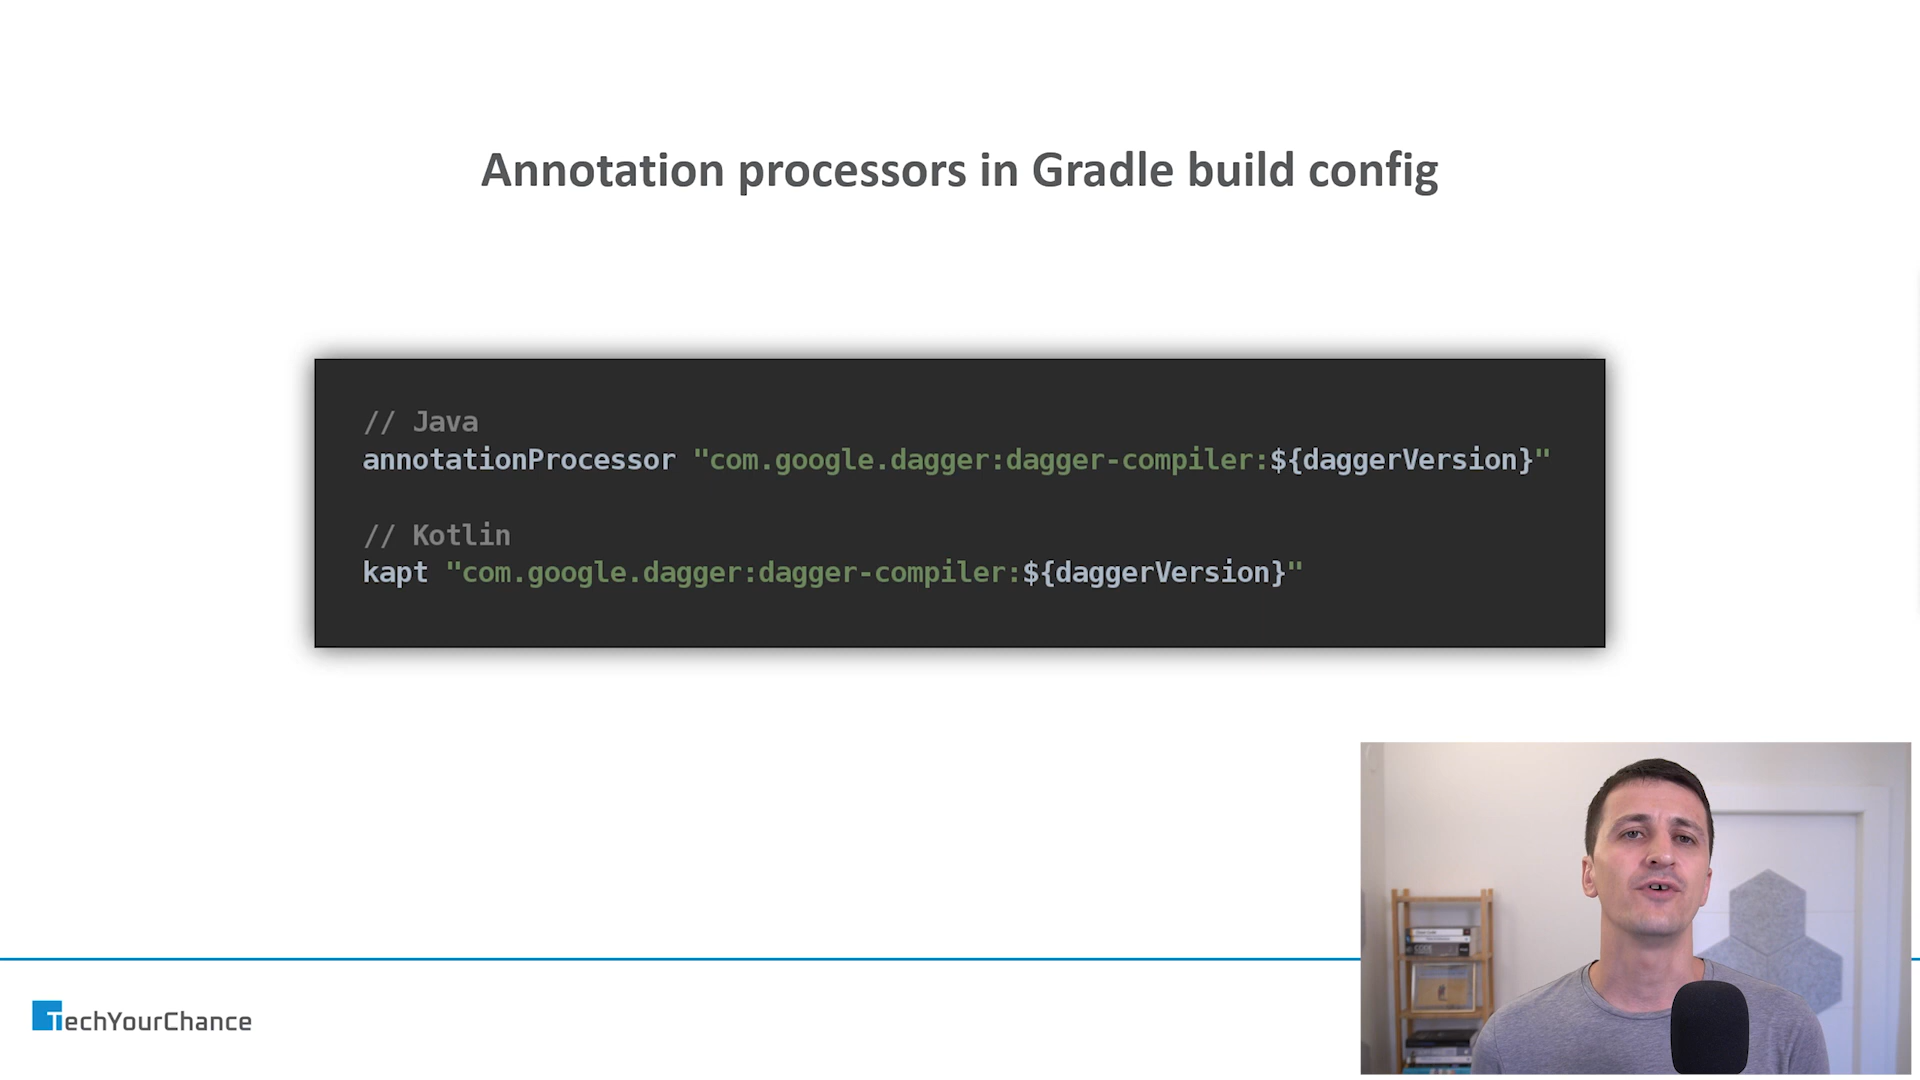 Annotation processors in Gradle build config
// Java
annotationProcessor "com.google.dagger:dagger-compiler:${daggerVersion}"
// Kotlin
kapt "com.google.dagger:dagger-compiler:${daggerVersion}"
TechYourChance